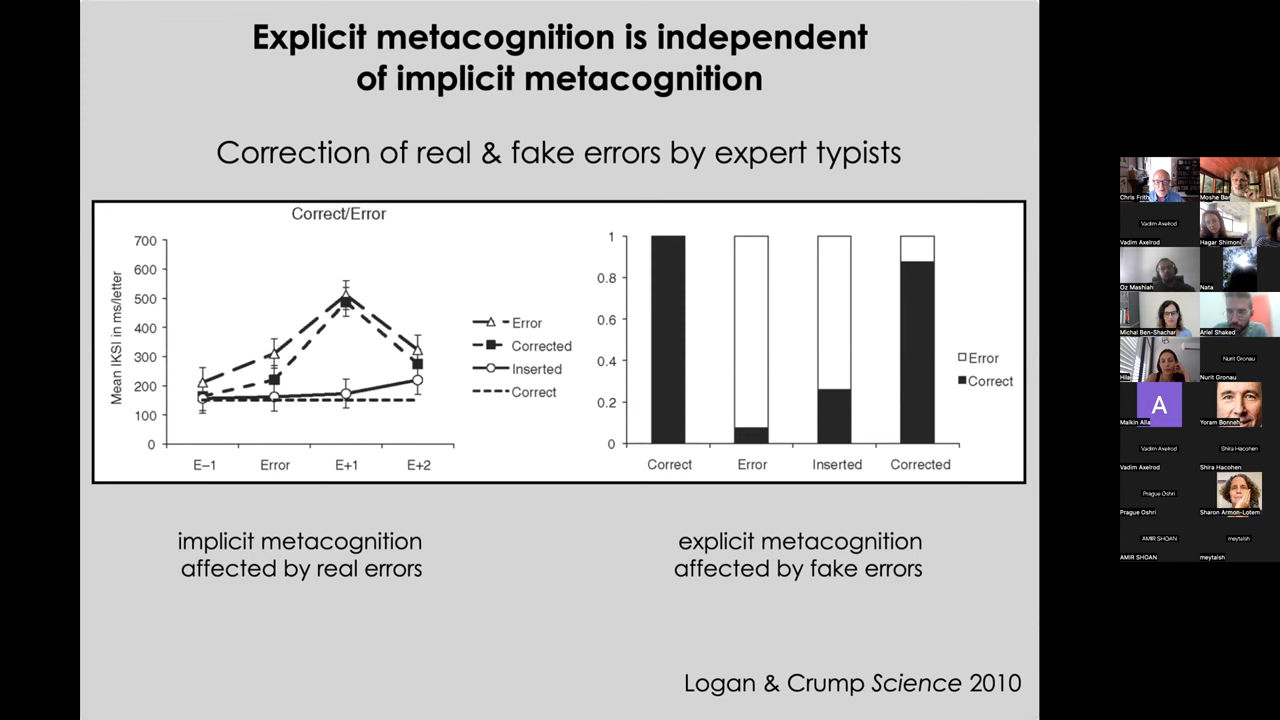 Explicit metacognition is independent
of implicit metacognition
Correction of real & fake errors by expert typists
Correct/Error
Mean IKSI in ms/letter
700
600
500
400
300
200
100
0
E−1
Error
E+1
E+2
Error
Corrected
Inserted
Correct
1
0.8
0.6
0.4
0.2
0
Correct
Error
Inserted
Corrected
Error
Correct
implicit metacognition
affected by real errors
explicit metacognition
affected by fake errors
Logan & Crump Science 2010
Chris Frith
Moshe Bar
Vadim Axelrod
Vadim Axelrod
Hagar Shimoni
Oz Mashiah
Nata
Michal Ben-Shachar
Ariel Shaked
Hila
Nurit Gronau
Nurit Gronau
A
Malkin Alla
Yoram Bonneh
Vadim Axelrod
Shira Hacohen
Vadim Axelrod
Shira Hacohen
Prague Oshri
Prague Oshri
Sharon Armon-Lotem
AMIR SHOAN
meytalsh
AMIR SHOAN
meytalsh